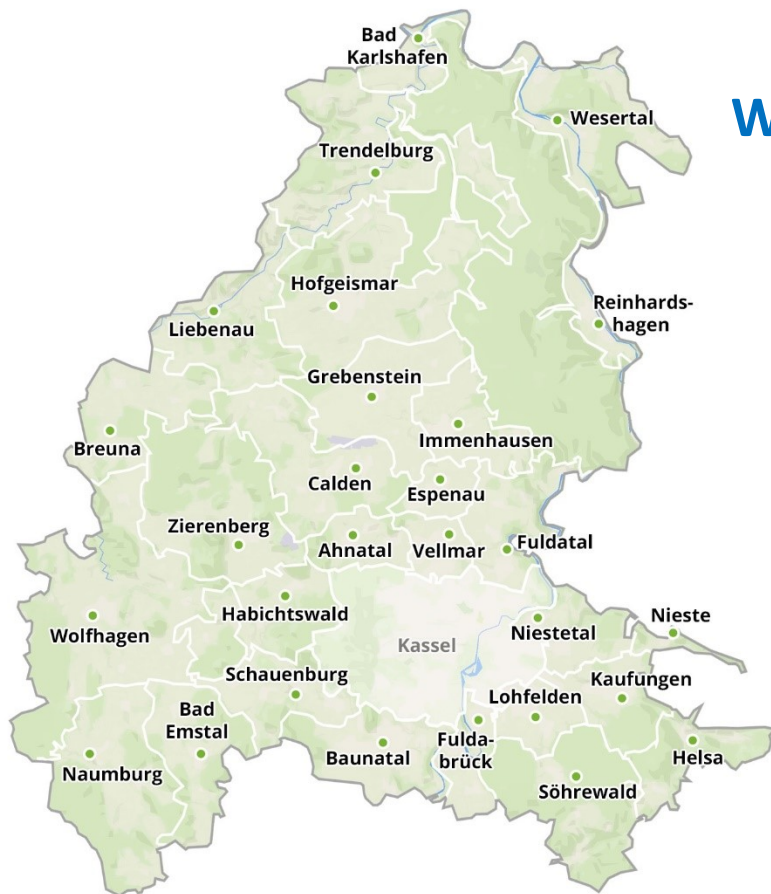 Bad
Karlshafen
W
Wesertal
Trendelburg
Hofgeismar
Reinhards-
hagen
Liebenau
Grebenstein
Immenhausen
Breuna
Calden
Espenau
Zierenberg
Ahnatal
Vellmar
Fuldatal
Habichtswald
Wolfhagen
Kassel
Niestetal
Nieste
Schauenburg
Kaufungen
Lohfelden
Bad
Emstal
Naumburg
Baunatal
Fulda-
brück
Helsa
Söhrewald